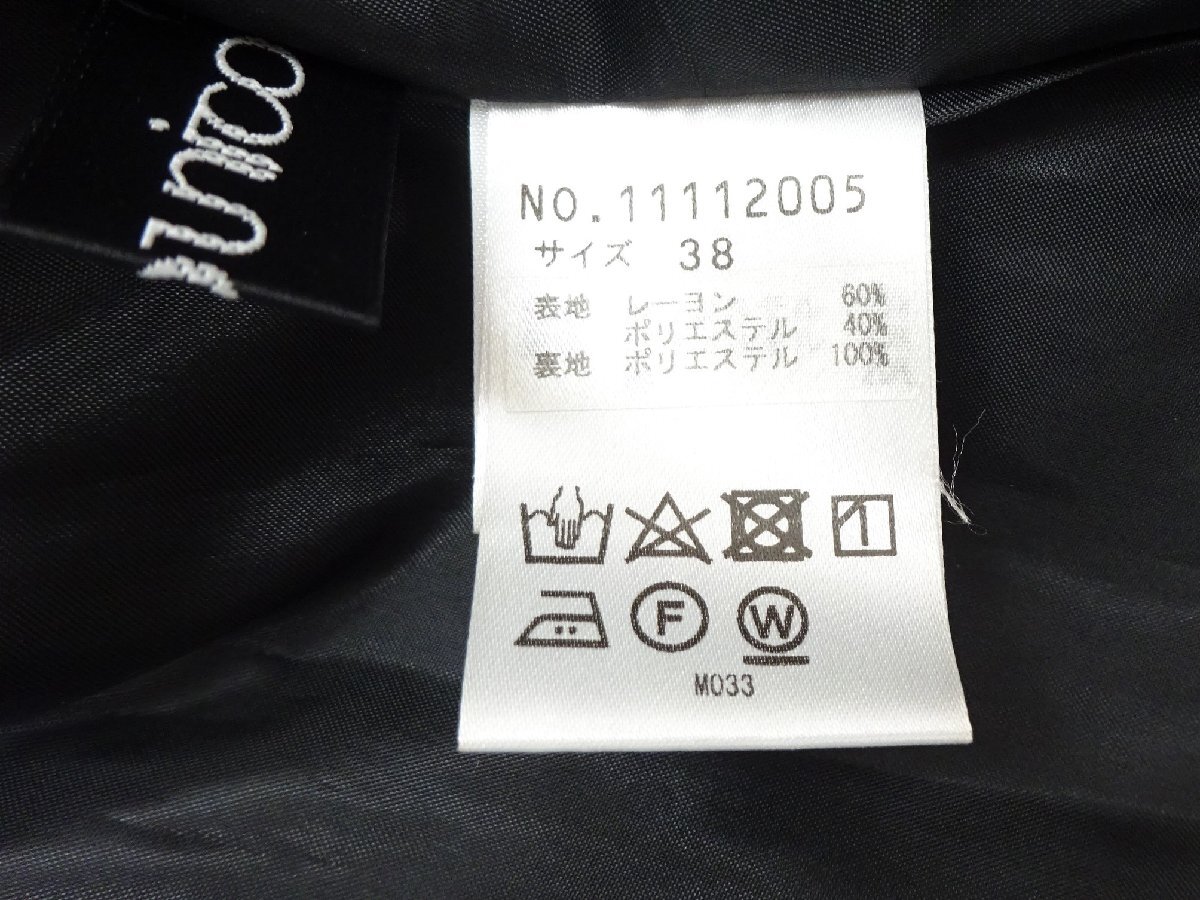 unico
NO.11112005
サイズ 38
表地 レーヨン 60%
ポリエステル 40%
裏地 ポリエステル 100%
F W
M033